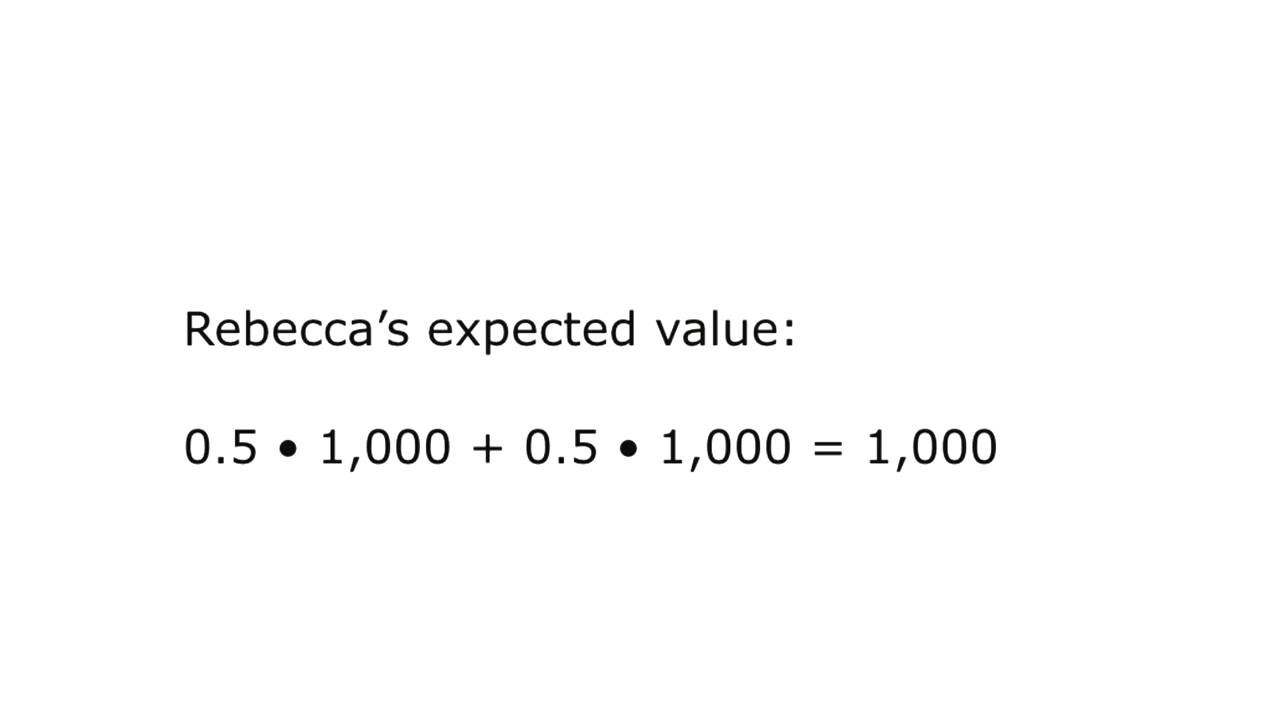 Rebecca’s expected value:
0.5 • 1,000 + 0.5 • 1,000 = 1,000